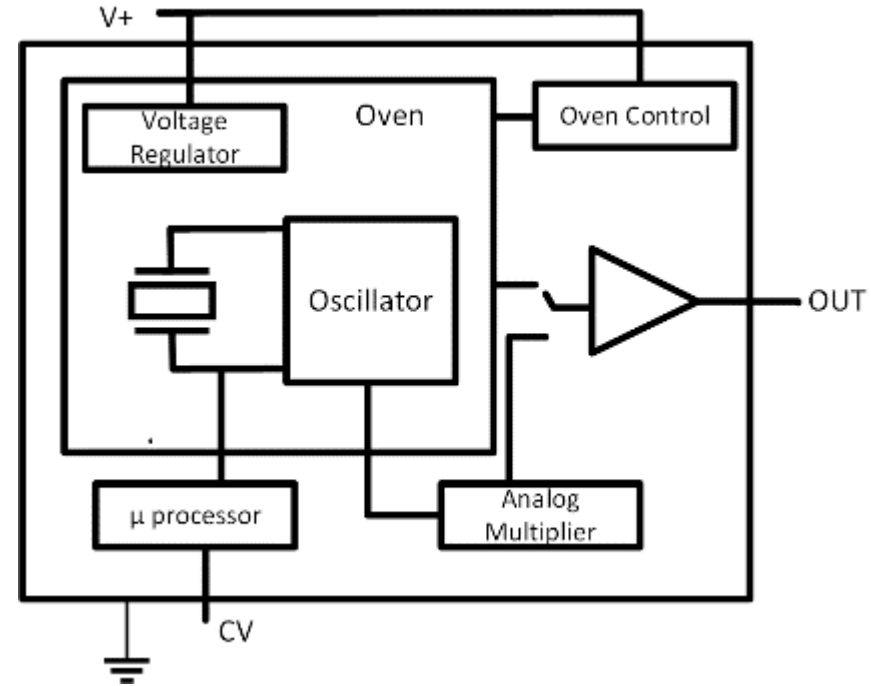 V+
Voltage
Regulator
Oven
Oven Control
Oscillator
OUT
μ processor
Analog
Multiplier
CV